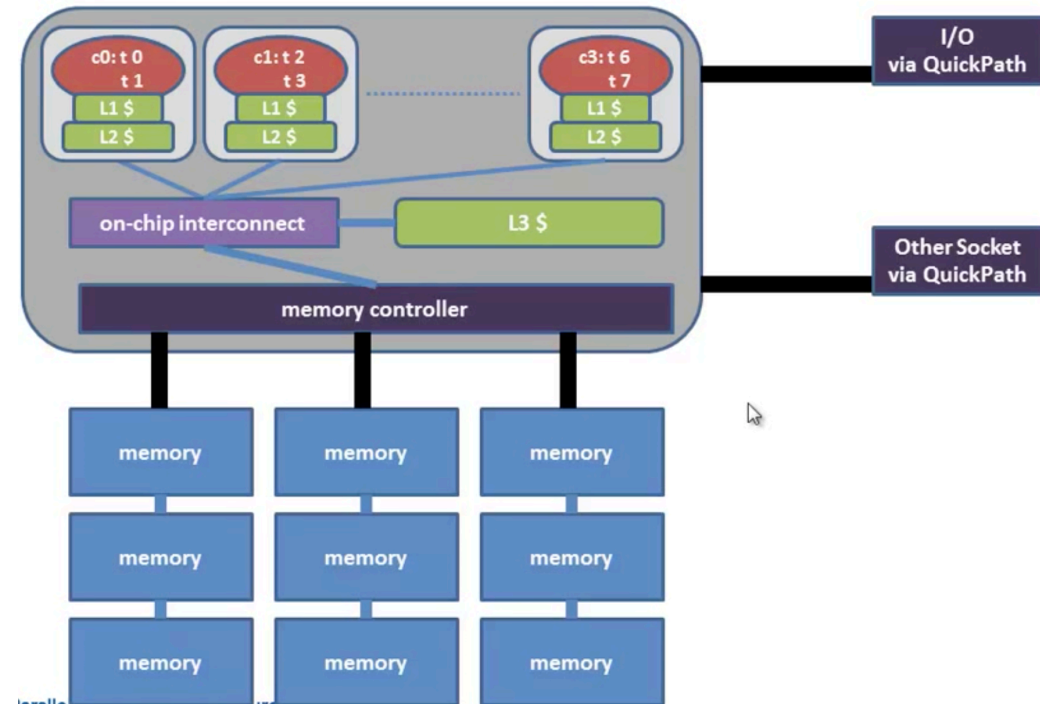 c0: t 0
t 1
L1 $
L2 $
c1: t 2
t 3
L1 $
L2 $
c3: t 6
t 7
L1 $
L2 $
I/O
via QuickPath
on-chip interconnect
L3 $
Other Socket
via QuickPath
memory controller
memory
memory
memory
memory
memory
memory
memory
memory
memory